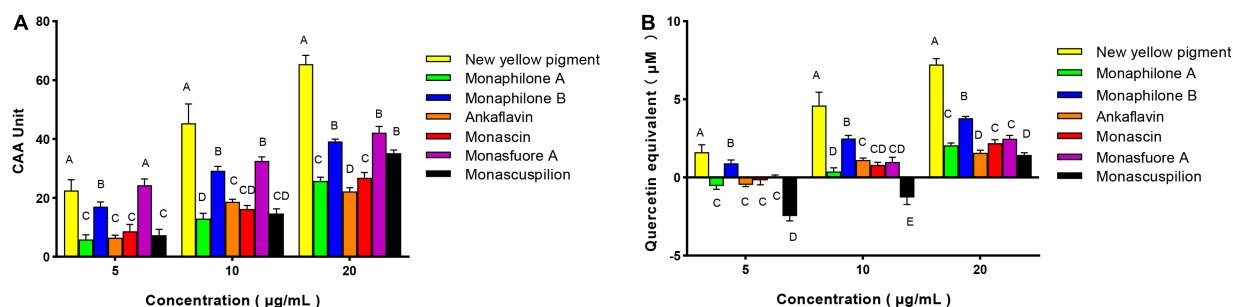 A
80
60
40
20
0
CAA Unit
A
C
B
C
C
A
C
A
D
B
C
CD
B
CD
A
C
B
D
C
B
B
5
10
20
Concentration ( µg/mL )
New yellow pigment
Monaphilone A
Monaphilone B
Ankaflavin
Monascin
Monasfuore A
Monascuspilion
B
10
5
0
-5
Quercetin equivalent ( µM )
A
C
B
C
C
C
D
A
D
B
C
CD
CD
E
A
C
B
D
C
C
D
5
10
20
Concentration ( µg/mL )
New yellow pigment
Monaphilone A
Monaphilone B
Ankaflavin
Monascin
Monasfuore A
Monascuspilion